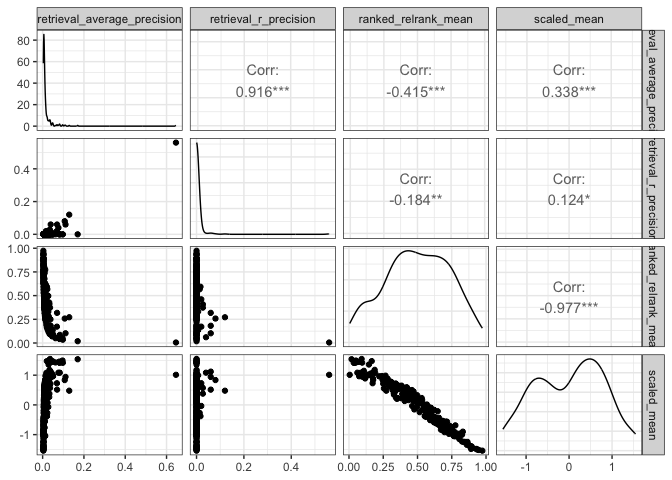 retrieval_average_precision retrieval_r_precision ranked_relrank_mean scaled_mean
80
60
40
20
0
Corr:
0.916***
Corr:
-0.415***
Corr:
0.338***
0.4
0.2
0.0
Corr:
-0.184**
Corr:
0.124*
1.00
0.75
0.50
0.25
0.00
Corr:
-0.977***
scaled_mean
1
0
-1
0.0 0.2 0.4 0.6 0.0 0.2 0.4 0.00 0.25 0.50 0.75 1.00 -1 0 1